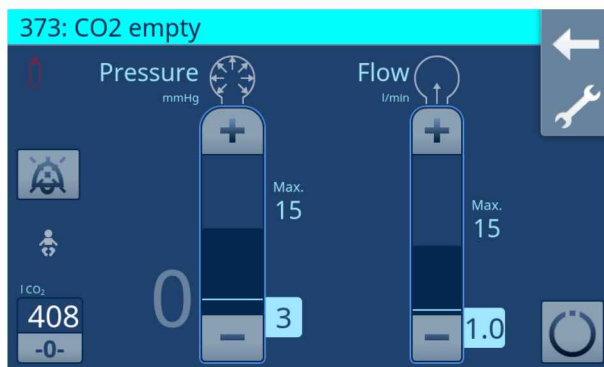 373: CO2 empty
Pressure
mmHg
Flow
l/min
+
+
Max.
15
Max.
15
l CO₂
408
-0-
0
3
1.0
−
−